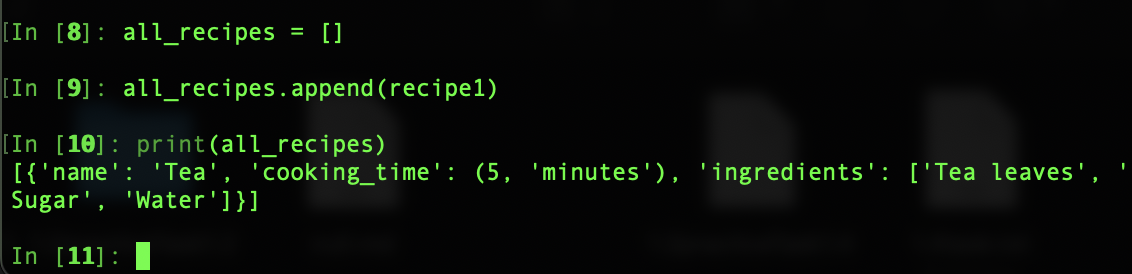 [In [8]: all_recipes = []
[In [9]: all_recipes.append(recipe1)
[In [10]: print(all_recipes)
[{'name': 'Tea', 'cooking_time': (5, 'minutes'), 'ingredients': ['Tea leaves', '
Sugar', 'Water']}]
In [11]: